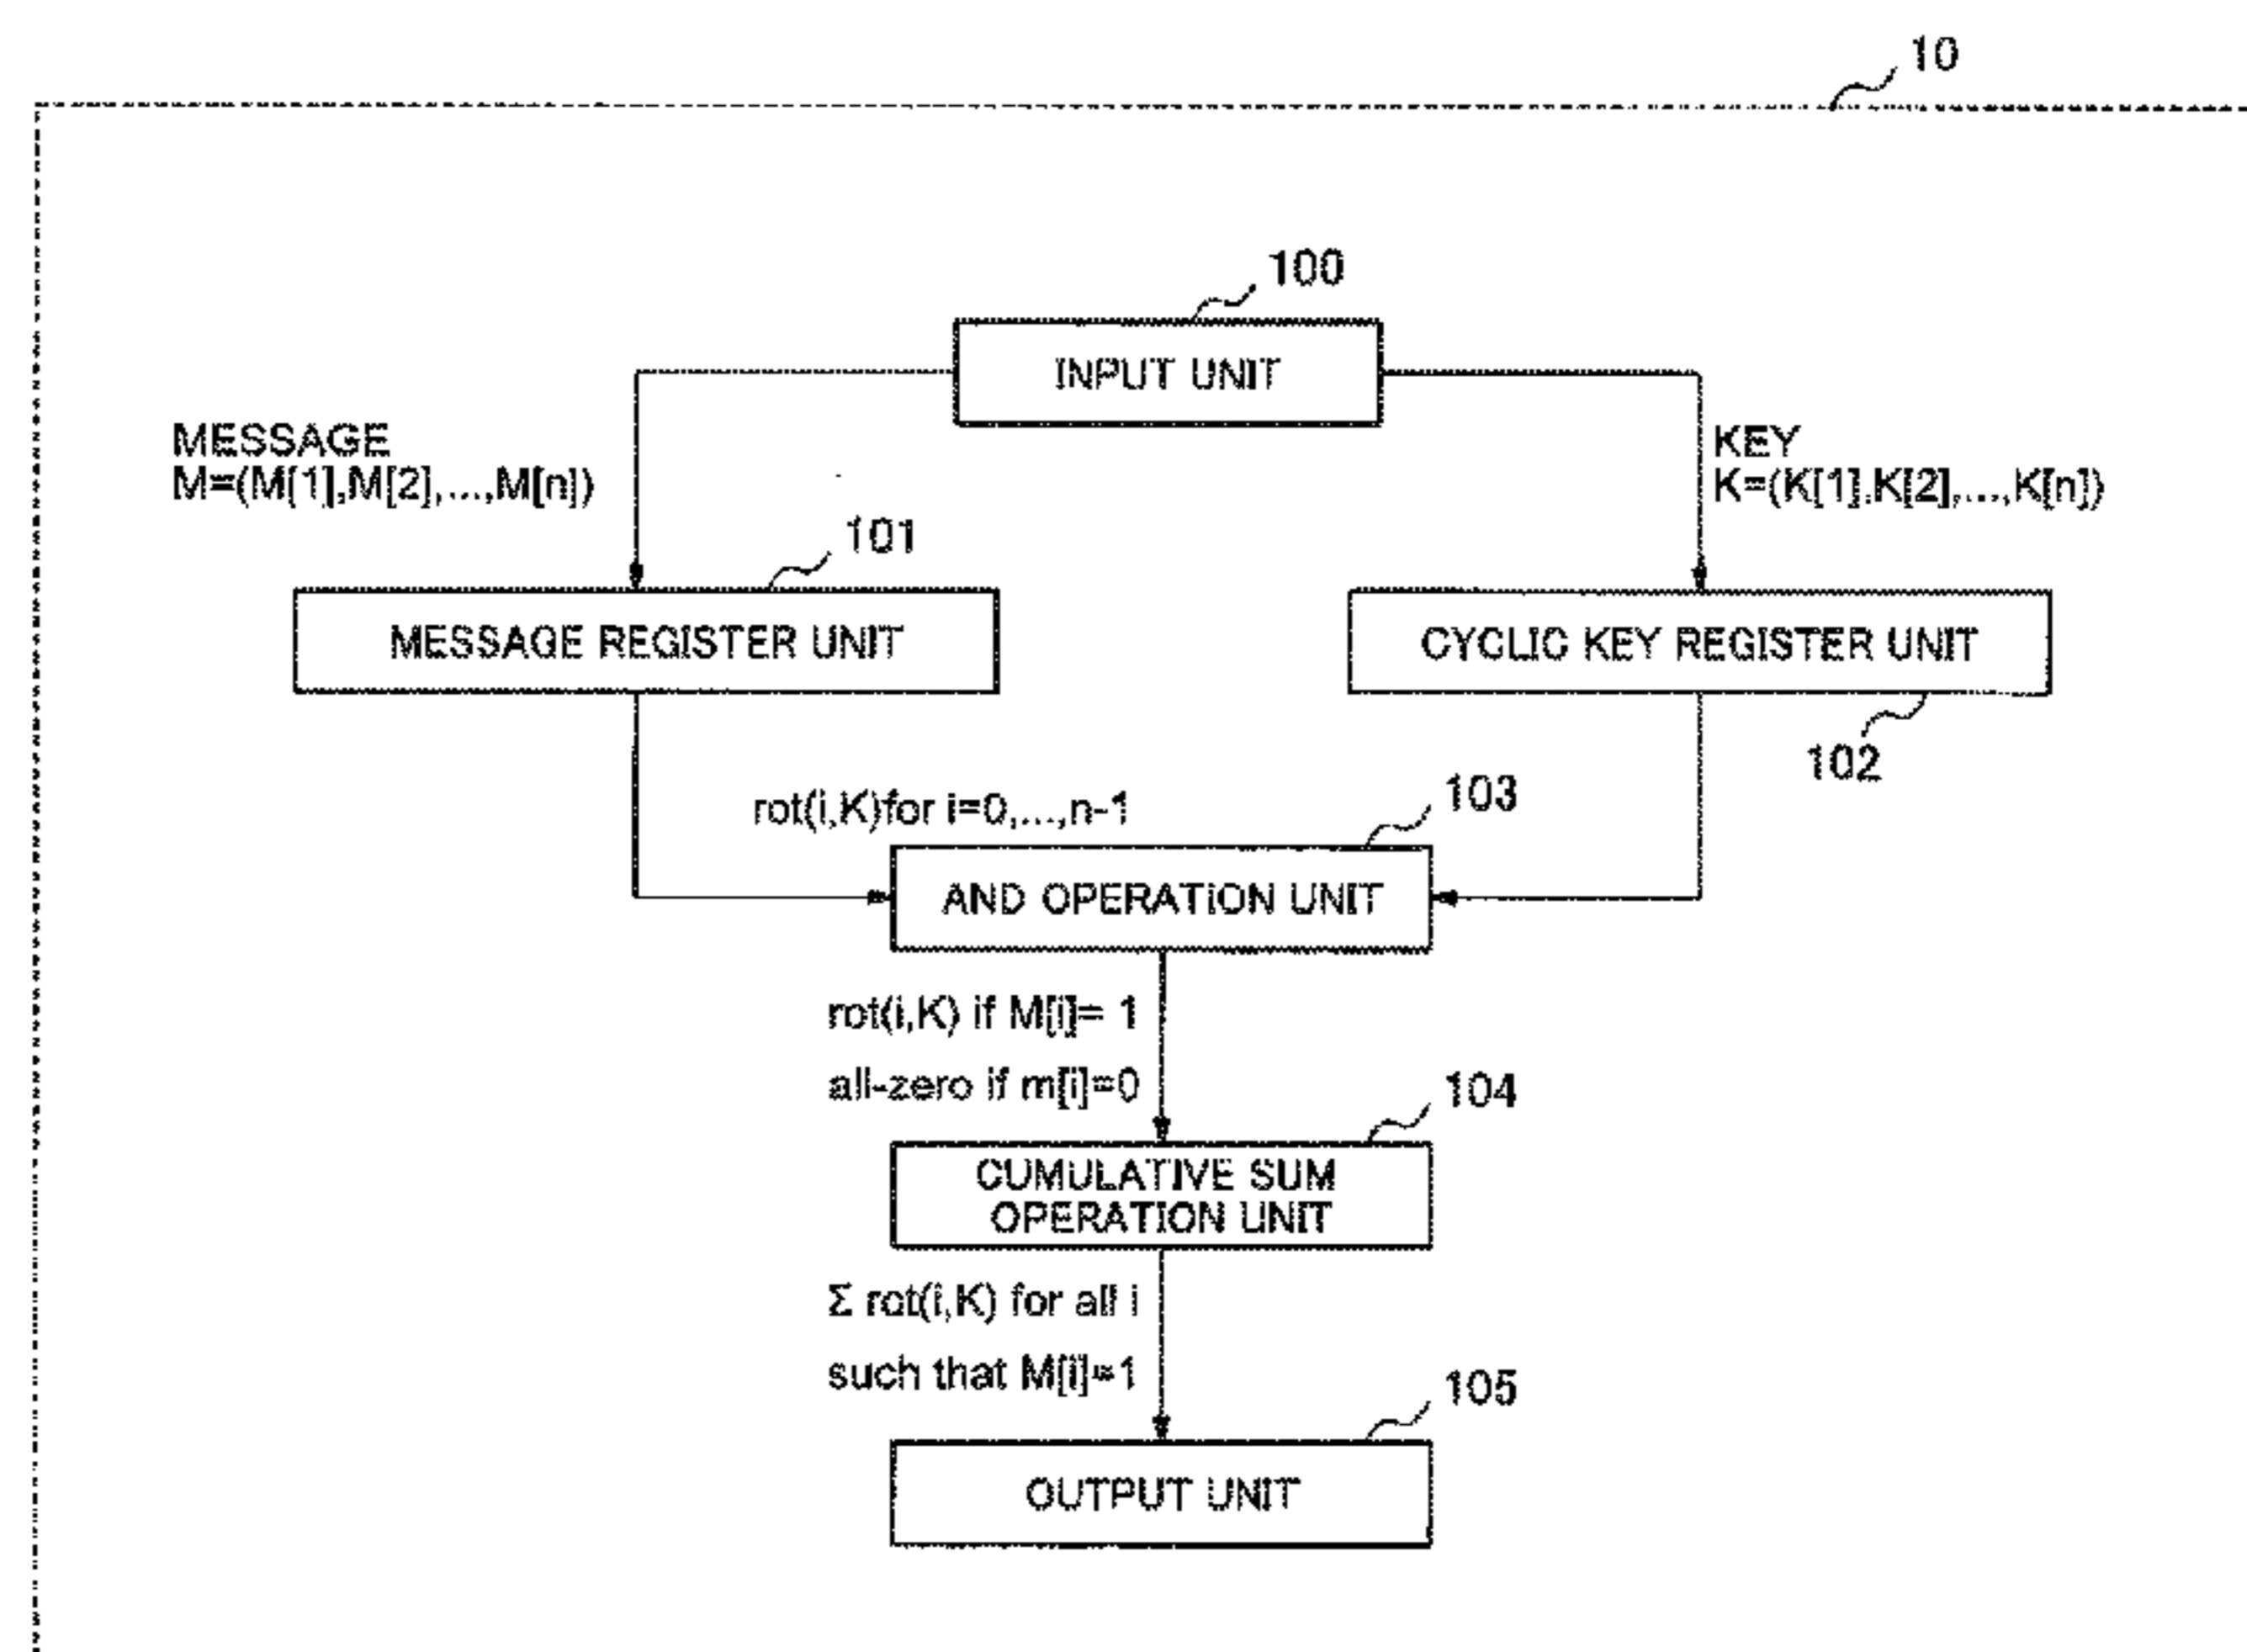 10
100
INPUT UNIT
MESSAGE
M=(M[1],M[2],...,M[n])
KEY
K=(K[1],K[2],...,K[n])
101
MESSAGE REGISTER UNIT
CYCLIC KEY REGISTER UNIT
102
rot(i,K)for i=0,...,n-1
103
AND OPERATION UNIT
rot(i,K) if M[i]= 1
all-zero if m[i]=0
104
CUMULATIVE SUM
OPERATION UNIT
Σ rot(i,K) for all i
such that M[i]=1
105
OUTPUT UNIT